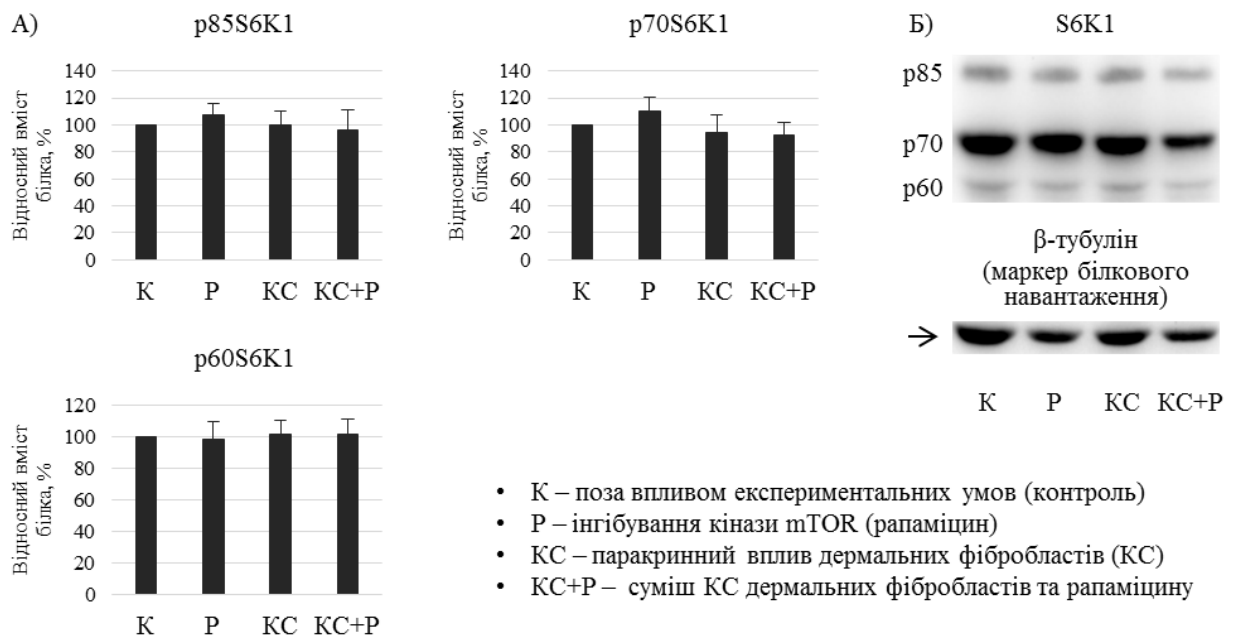 А)
p85S6K1
Відносний вміст
білка, %
140
120
100
80
60
40
20
0
К Р КС КС+Р
p70S6K1
Відносний вміст
білка, %
140
120
100
80
60
40
20
0
К Р КС КС+Р
Б)
S6K1
p85
p70
p60
β-тубулін
(маркер білкового
навантаження)
К Р КС КС+Р
p60S6K1
Відносний вміст
білка, %
120
100
80
60
40
20
0
К Р КС КС+Р
• К – поза впливом експериментальних умов (контроль)
• Р – інгібування кінази mTOR (рапаміцин)
• КС – паракринний вплив дермальних фібробластів (КС)
• КС+Р – суміш КС дермальних фібробластів та рапаміцину